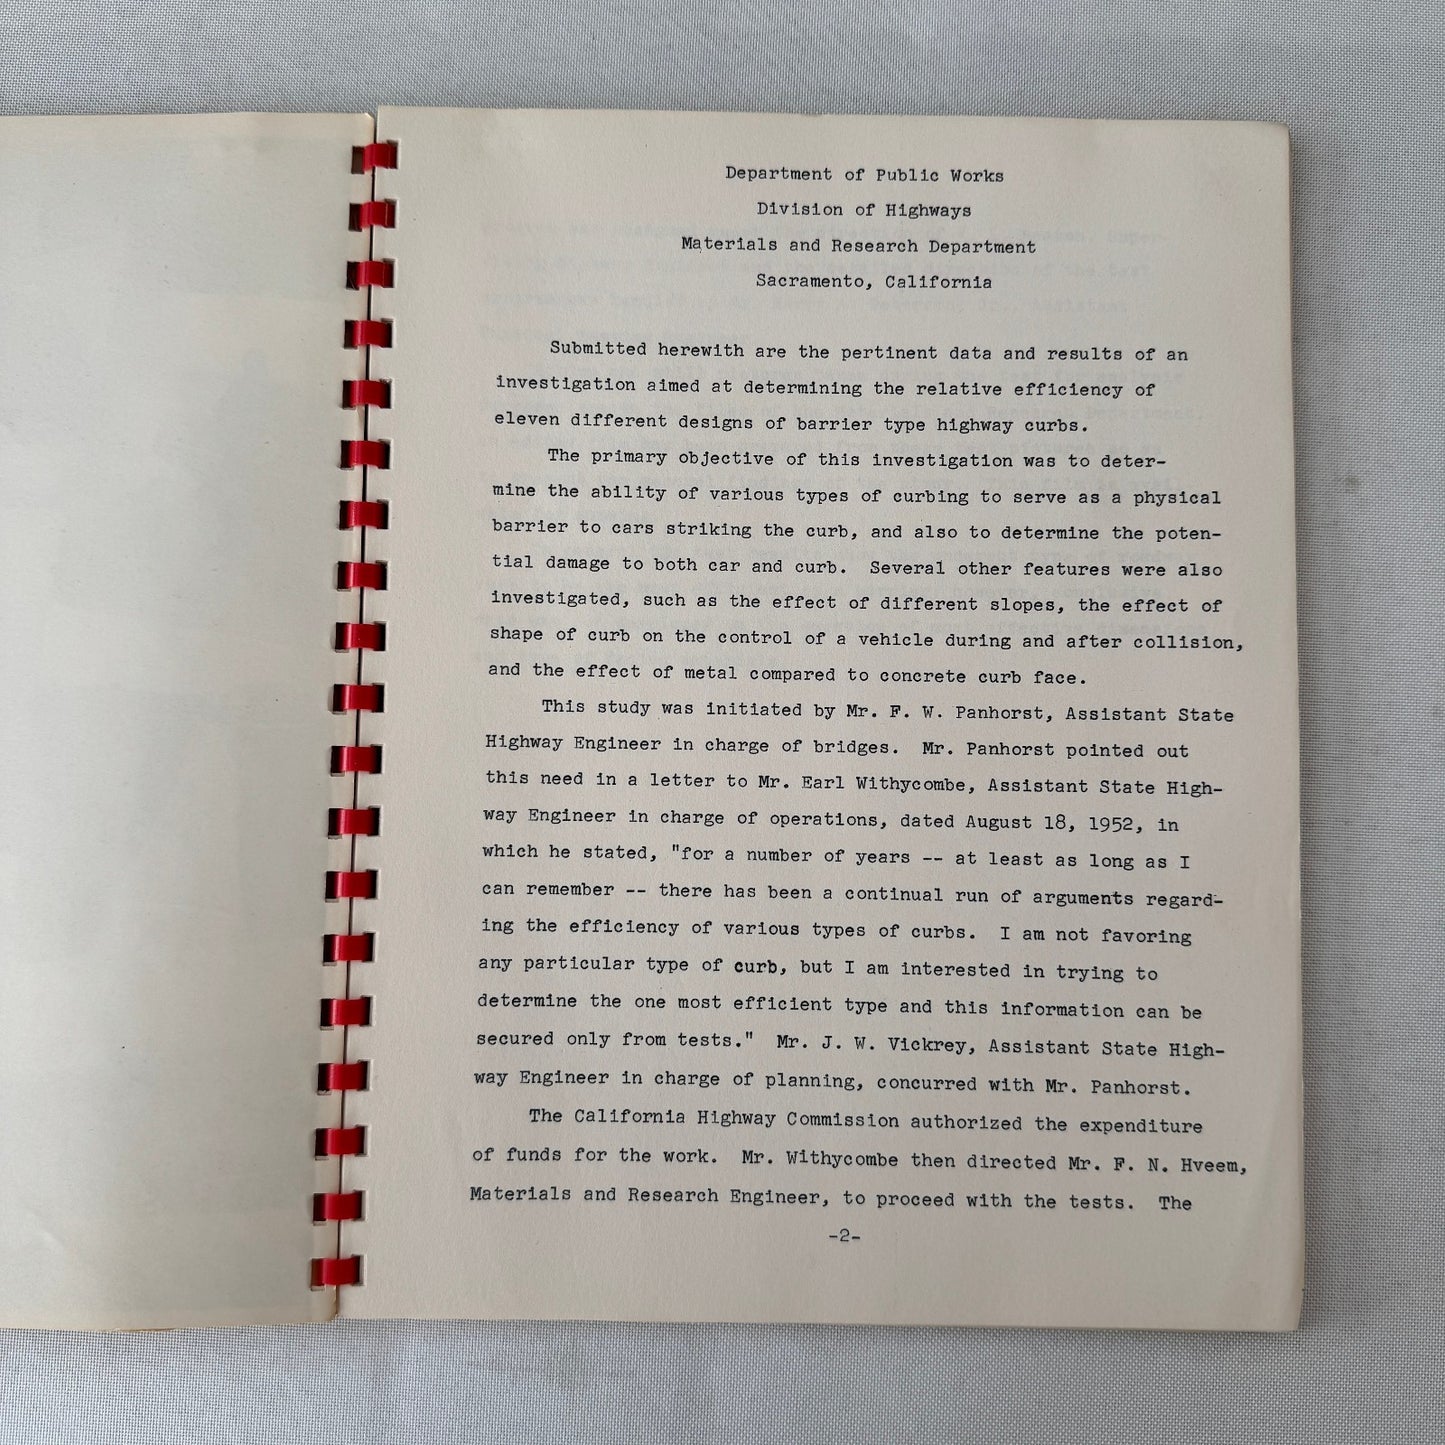 Department of Public Works
Division of Highways
Materials and Research Department
Sacramento, California
Submitted herewith are the pertinent data and results of an
investigation aimed at determining the relative efficiency of
eleven different designs of barrier type highway curbs.
The primary objective of this investigation was to deter-
mine the ability of various types of curbing to serve as a physical
barrier to cars striking the curb, and also to determine the poten-
tial damage to both car and curb. Several other features were also
investigated, such as the effect of different slopes, the effect of
shape of curb on the control of a vehicle during and after collision,
and the effect of metal compared to concrete curb face.
This study was initiated by Mr. F. W. Panhorst, Assistant State
Highway Engineer in charge of bridges. Mr. Panhorst pointed out
this need in a letter to Mr. Earl Withycombe, Assistant State High-
way Engineer in charge of operations, dated August 18, 1952, in
which he stated, "for a number of years -- at least as long as I
can remember -- there has been a continual run of arguments regard-
ing the efficiency of various types of curbs. I am not favoring
any particular type of curb, but I am interested in trying to
determine the one most efficient type and this information can be
secured only from tests." Mr. J. W. Vickrey, Assistant State High-
way Engineer in charge of planning, concurred with Mr. Panhorst.
The California Highway Commission authorized the expenditure
of funds for the work. Mr. Withycombe then directed Mr. F. N. Hveem,
Materials and Research Engineer, to proceed with the tests. The
-2-